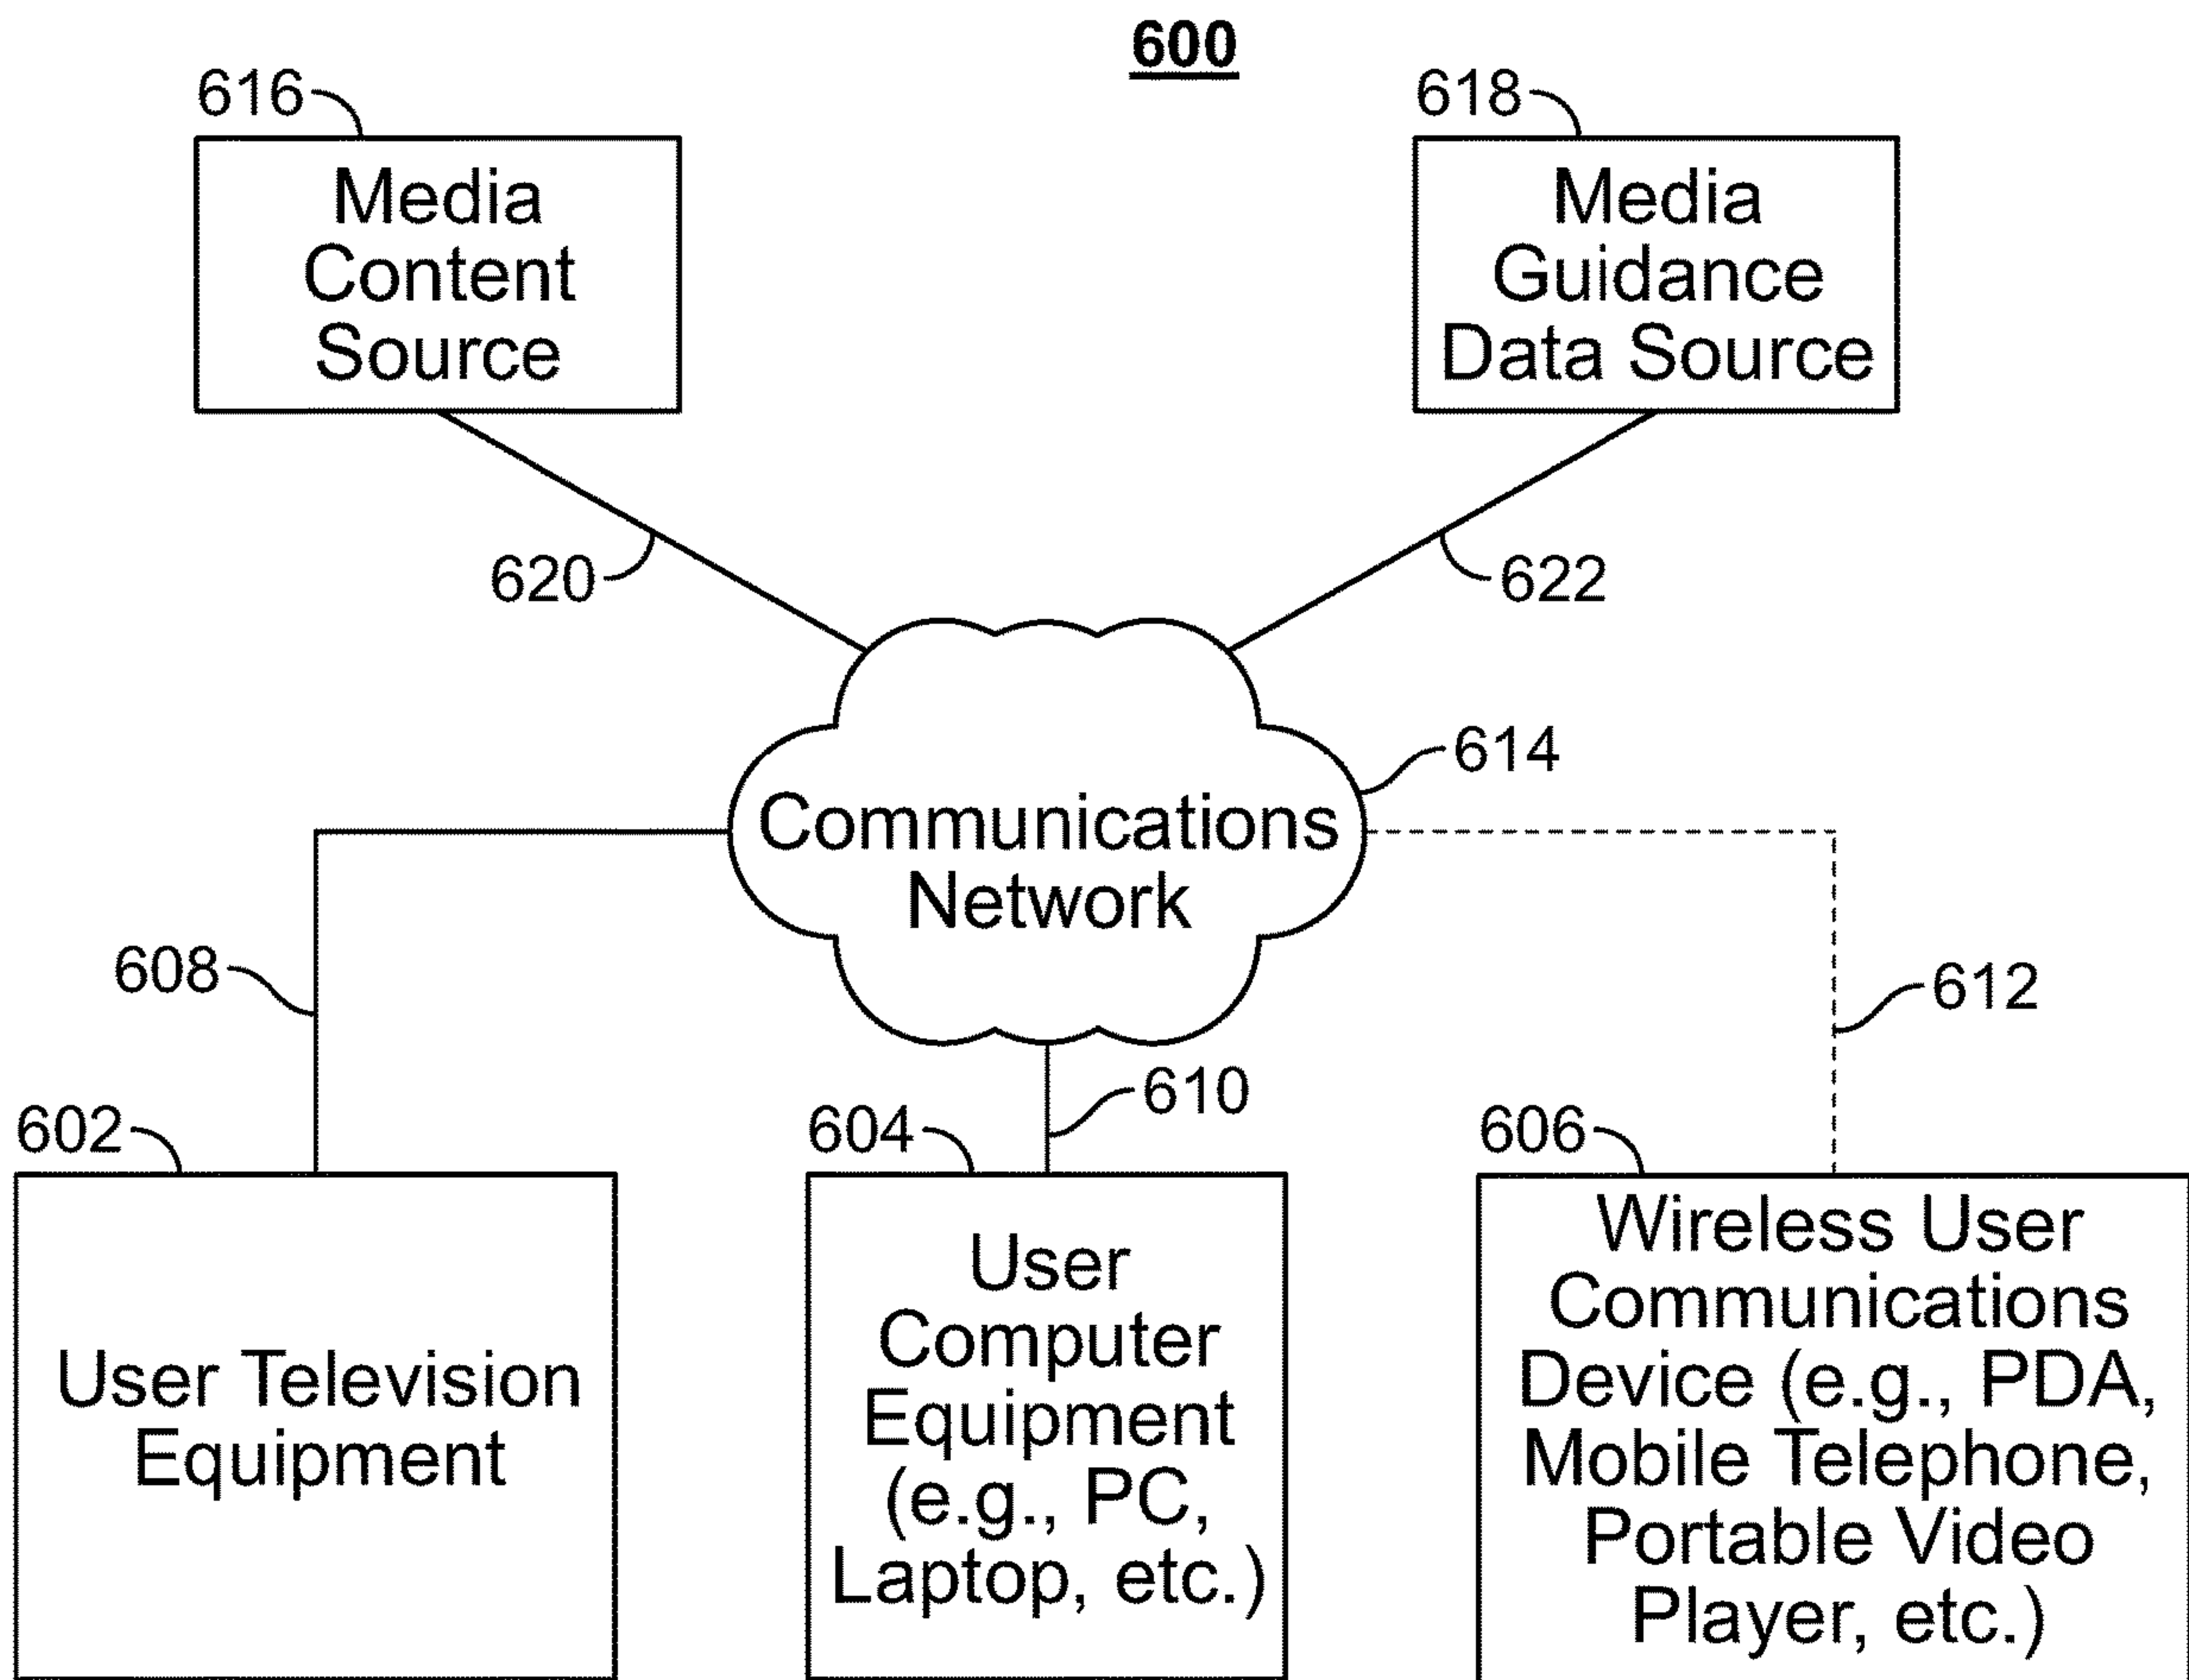 600
616
618
Media
Content
Source
Media
Guidance
Data Source
620
622
614
Communications
Network
608
612
610
602
604
606
User Television
Equipment
User
Computer
Equipment
(e.g., PC,
Laptop, etc.)
Wireless User
Communications
Device (e.g., PDA,
Mobile Telephone,
Portable Video
Player, etc.)